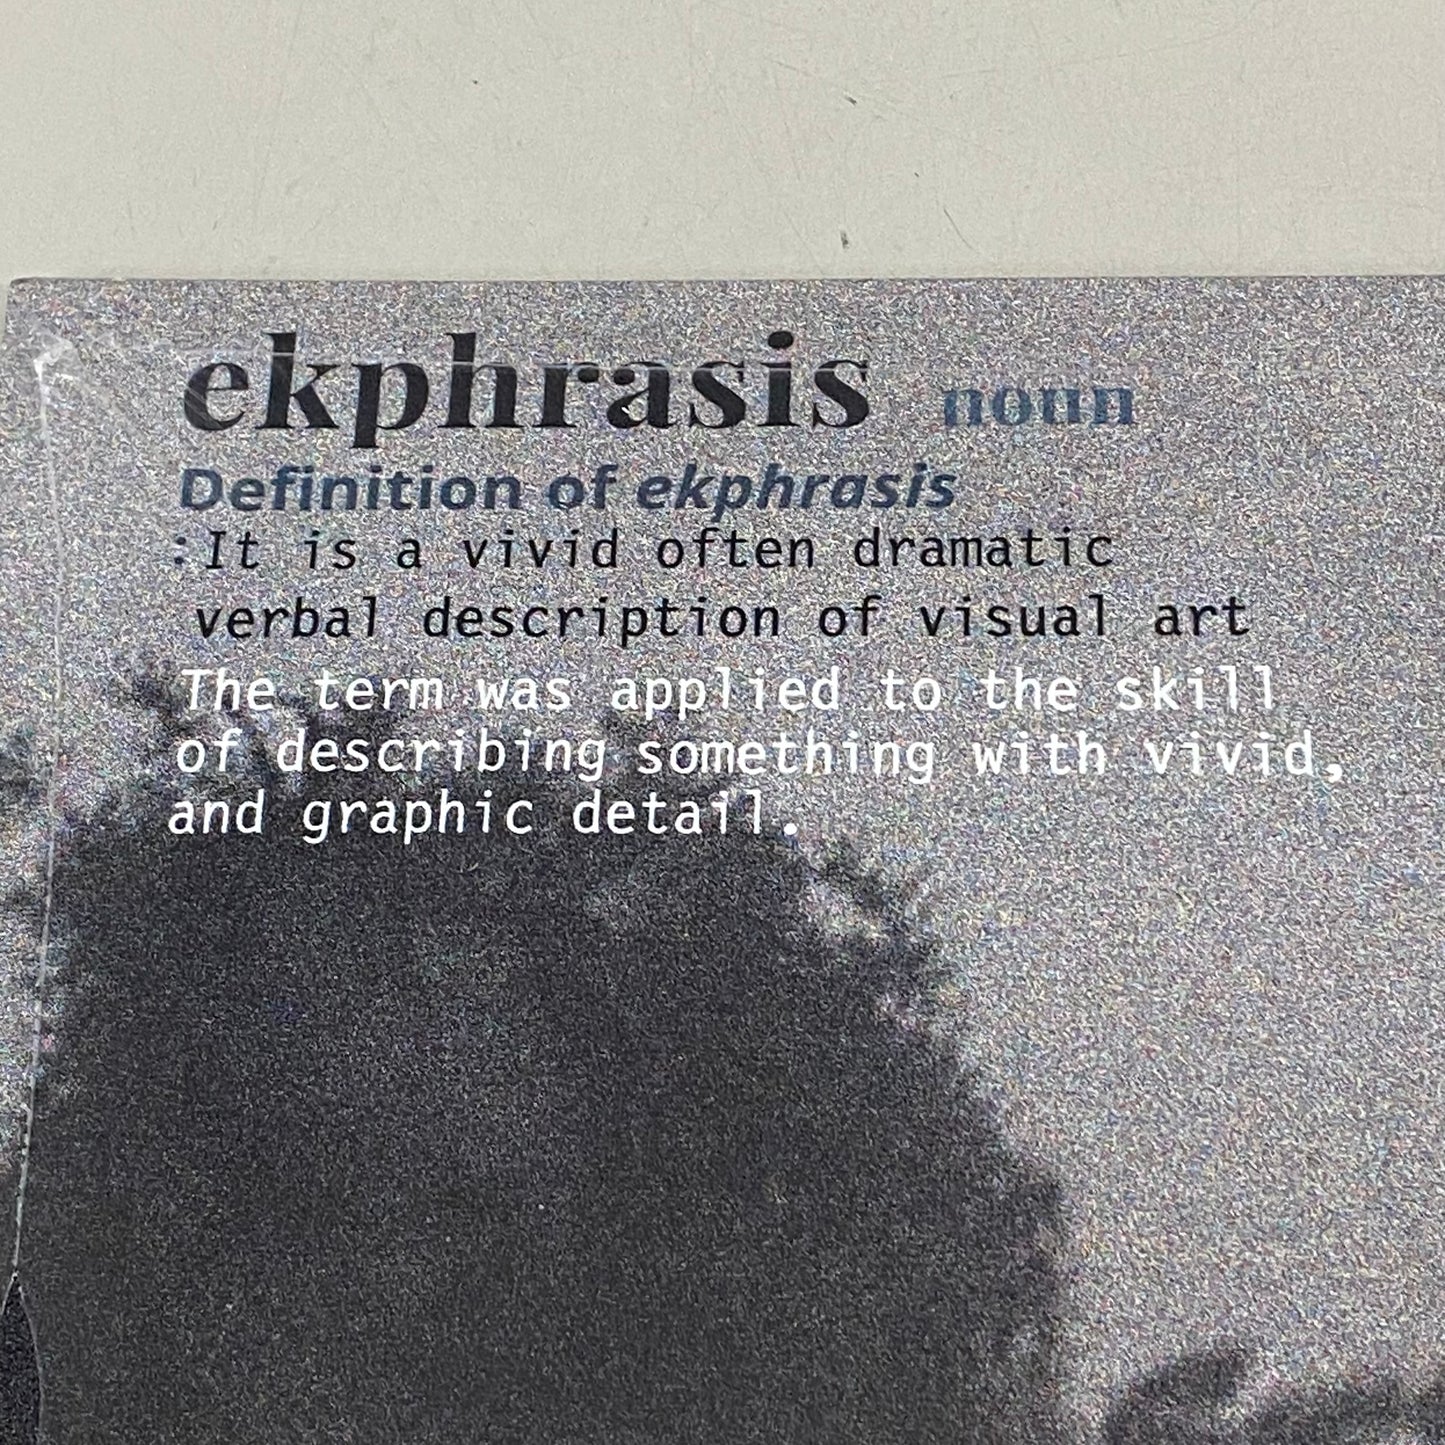 ekphrasis noun
Definition of ekphrasis
:It is a vivid often dramatic
verbal description of visual art
The term was applied to the skill
of describing something with vivid,
and graphic detail.